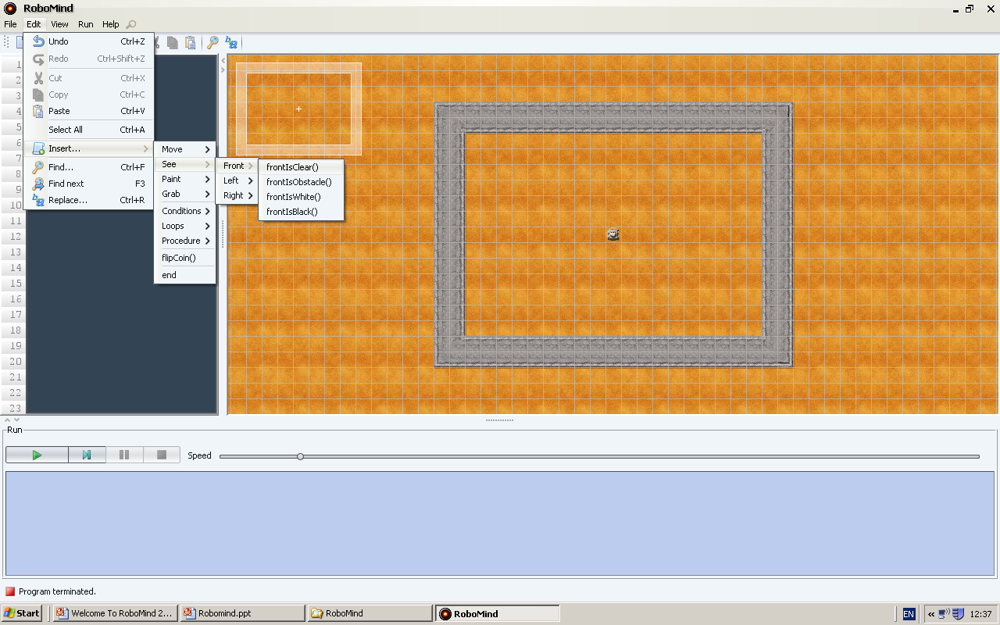 RoboMind
File Edit View Run Help
Undo Ctrl+Z
Redo Ctrl+Shift+Z
Cut Ctrl+X
Copy Ctrl+C
Paste Ctrl+V
Select All Ctrl+A
Insert...
Find... Ctrl+F
Find next F3
Replace... Ctrl+R
Move
See
Paint
Grab
Conditions
Loops
Procedure
flipCoin()
end
Front
Left
Right
frontIsClear()
frontIsObstacle()
frontIsWhite()
frontIsBlack()
1
2
3
4
5
6
7
8
9
10
11
12
13
14
15
16
17
18
19
20
21
22
23
Run
Speed
Program terminated.
Start Welcome To RoboMind 2... Robomind.ppt RoboMind RoboMind EN « 12:37